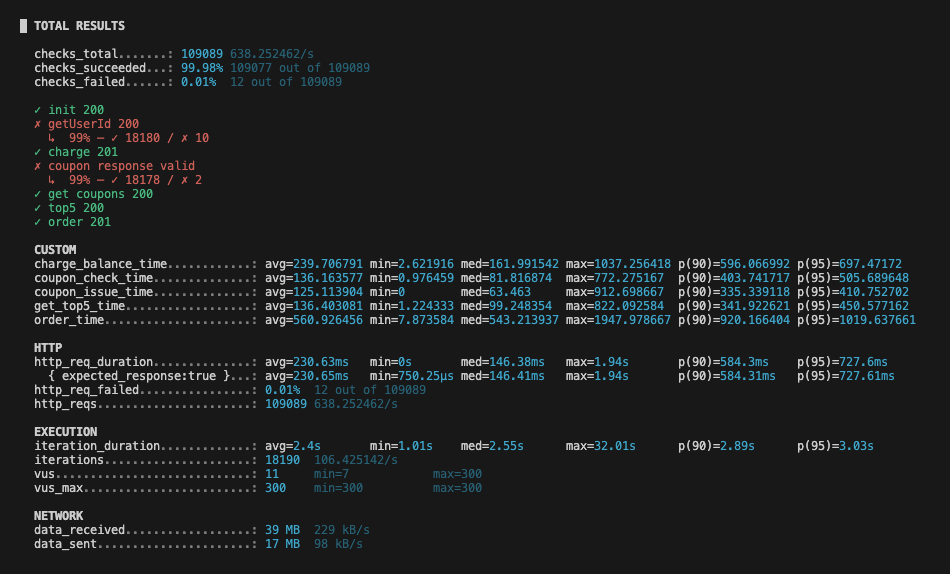 TOTAL RESULTS
checks_total.......: 109089 638.252462/s
checks_succeeded...: 99.98% 109077 out of 109089
checks_failed......: 0.01%  12 out of 109089
✓ init 200
✗ getUserId 200
↳  99% — ✓ 18180 / ✗ 10
✓ charge 201
✗ coupon response valid
↳  99% — ✓ 18178 / ✗ 2
✓ get coupons 200
✓ top5 200
✓ order 201
CUSTOM
charge_balance_time............: avg=239.706791 min=2.621916 med=161.991542 max=1037.256418 p(90)=596.066992 p(95)=697.47172
coupon_check_time..............: avg=136.163577 min=0.976459 med=81.816874  max=772.275167  p(90)=403.741717 p(95)=505.689648
coupon_issue_time..............: avg=125.113904 min=0        med=63.463     max=912.698667  p(90)=335.339118 p(95)=410.752702
get_top5_time..................: avg=136.403081 min=1.224333 med=99.248354  max=822.092584  p(90)=341.922621 p(95)=450.577162
order_time.....................: avg=560.926456 min=7.873584 med=543.213937 max=1947.978667 p(90)=920.166404 p(95)=1019.637661
HTTP
http_req_duration..............: avg=230.63ms   min=0s       med=146.38ms   max=1.94s       p(90)=584.3ms    p(95)=727.6ms
{ expected_response:true }...: avg=230.65ms   min=750.25µs med=146.41ms   max=1.94s       p(90)=584.31ms   p(95)=727.61ms
http_req_failed................: 0.01%  12 out of 109089
http_reqs......................: 109089 638.252462/s
EXECUTION
iteration_duration.............: avg=2.4s       min=1.01s    med=2.55s      max=32.01s      p(90)=2.89s      p(95)=3.03s
iterations.....................: 18190  106.425142/s
vus............................: 11     min=7            max=300
vus_max........................: 300    min=300          max=300
NETWORK
data_received..................: 39 MB  229 kB/s
data_sent......................: 17 MB  98 kB/s